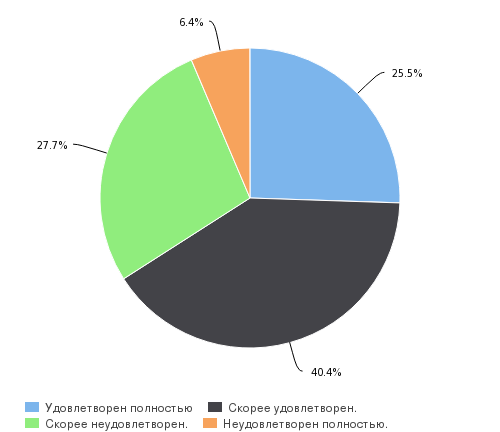 6.4%
25.5%
27.7%
40.4%
Удовлетворен полностью
Скорее удовлетворен.
Скорее неудовлетворен.
Неудовлетворен полностью.